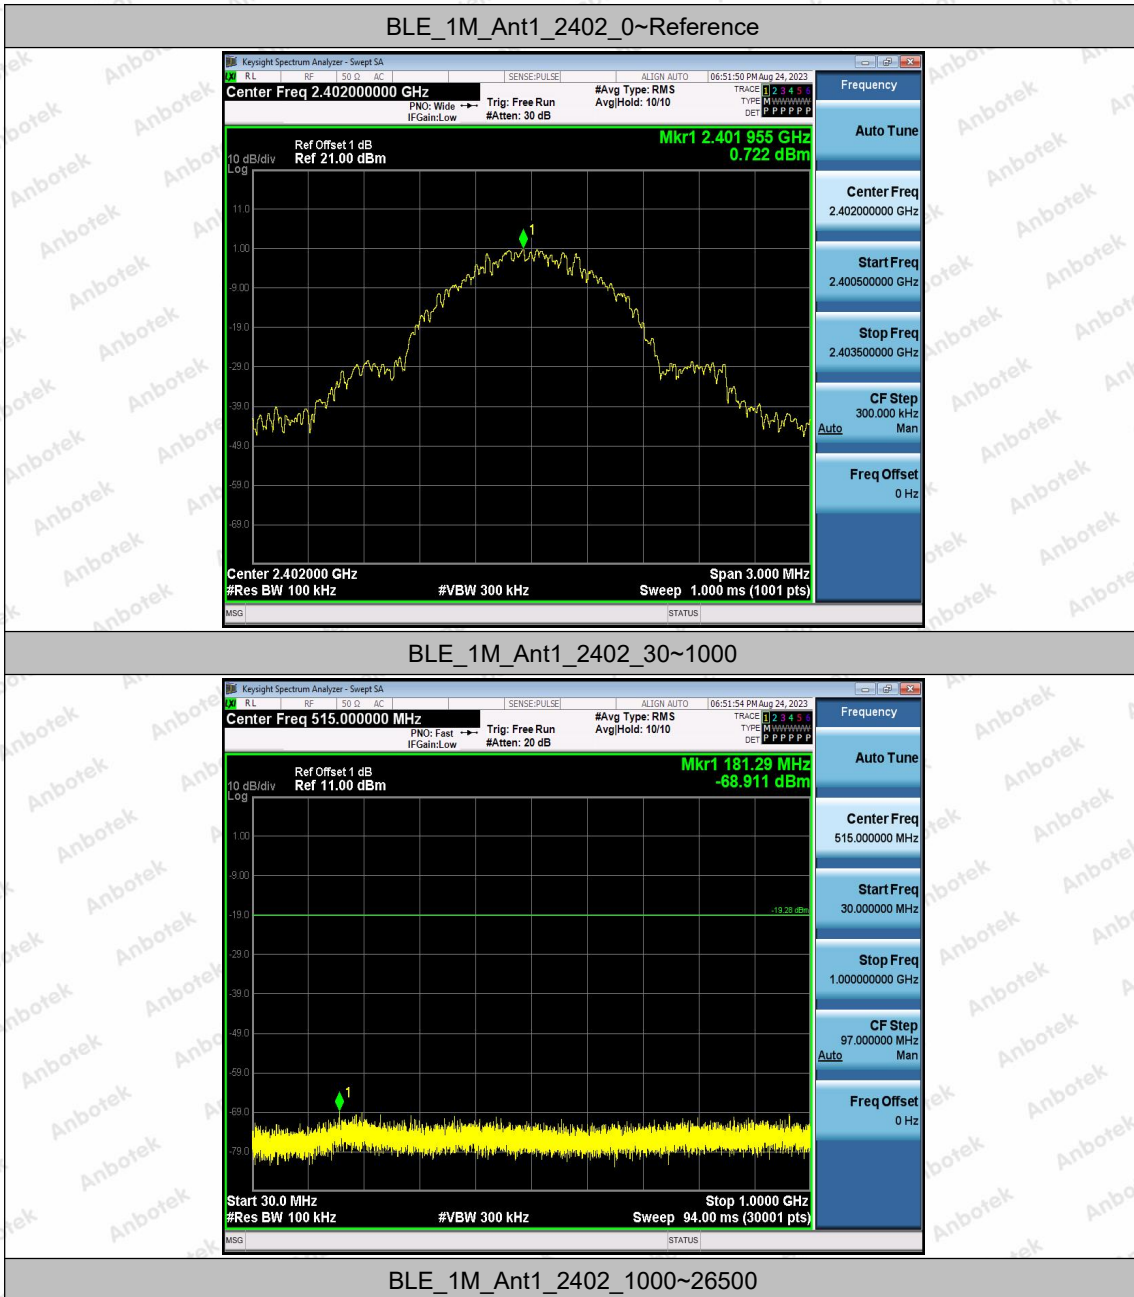 BLE_1M_Ant1_2402_0~Reference
Keysight Spectrum Analyzer - Swept SA
LXI RL RF 50 Ω AC SENSE:PULSE ALIGN AUTO 06:51:50 PM Aug 24, 2023
Center Freq 2.402000000 GHz
PNO: Wide
IFGain:Low
Trig: Free Run
#Atten: 30 dB
#Avg Type: RMS
Avg|Hold: 10/10
TRACE 1 2 3 4 5 6
TYPE M W W W W W
DET P P P P P P
Mkr1 2.401 955 GHz
0.722 dBm
Ref Offset 1 dB
10 dB/div Ref 21.00 dBm
Log
11.0
1.00
-9.00
-19.0
-29.0
-39.0
-49.0
-59.0
-69.0
1
Center 2.402000 GHz Span 3.000 MHz
#Res BW 100 kHz #VBW 300 kHz Sweep 1.000 ms (1001 pts)
MSG STATUS
Frequency
Auto Tune
Center Freq
2.402000000 GHz
Start Freq
2.400500000 GHz
Stop Freq
2.403500000 GHz
CF Step
300.000 kHz
Auto Man
Freq Offset
0 Hz
BLE_1M_Ant1_2402_30~1000
Keysight Spectrum Analyzer - Swept SA
LXI RL RF 50 Ω AC SENSE:PULSE ALIGN AUTO 06:51:54 PM Aug 24, 2023
Center Freq 515.000000 MHz
PNO: Fast
IFGain:Low
Trig: Free Run
#Atten: 20 dB
#Avg Type: RMS
Avg|Hold: 10/10
TRACE 1 2 3 4 5 6
TYPE M W W W W W
DET P P P P P P
Mkr1 181.29 MHz
-68.911 dBm
Ref Offset 1 dB
10 dB/div Ref 11.00 dBm
Log
1.00
-9.00
-19.0
-29.0
-39.0
-49.0
-59.0
-69.0
-79.0
-19.28 dBm
1
Start 30.0 MHz Stop 1.0000 GHz
#Res BW 100 kHz #VBW 300 kHz Sweep 94.00 ms (30001 pts)
MSG STATUS
Frequency
Auto Tune
Center Freq
515.000000 MHz
Start Freq
30.000000 MHz
Stop Freq
1.000000000 GHz
CF Step
97.000000 MHz
Auto Man
Freq Offset
0 Hz
BLE_1M_Ant1_2402_1000~26500
Anbotek